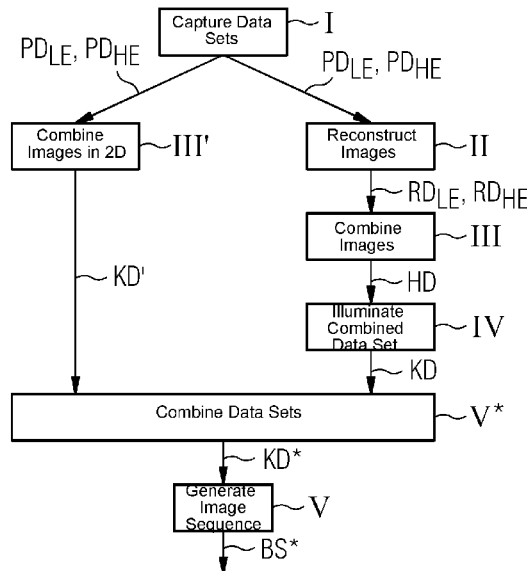 Capture Data
Sets
I
PDLE, PDHE
PDLE, PDHE
Combine
Images in 2D
III'
Reconstruct
Images
II
RDLE, RDHE
Combine
Images
III
HD
KD'
Illuminate
Combined
Data Set
IV
KD
Combine Data Sets
V*
KD*
Generate
Image
Sequence
V
BS*